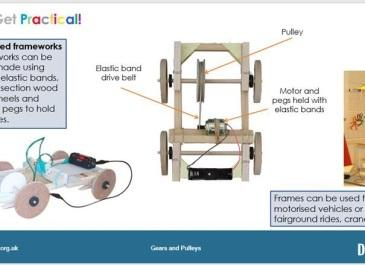 Get Practical!
ed frameworks
works can be
made using
elastic bands,
section wood
heels and
pegs to hold
es.
Pulley
Elastic band
drive belt
Motor and
pegs held with
elastic bands
Frames can be used f
motorised vehicles or
fairground rides, cran
org.uk
Gears and Pulleys
D